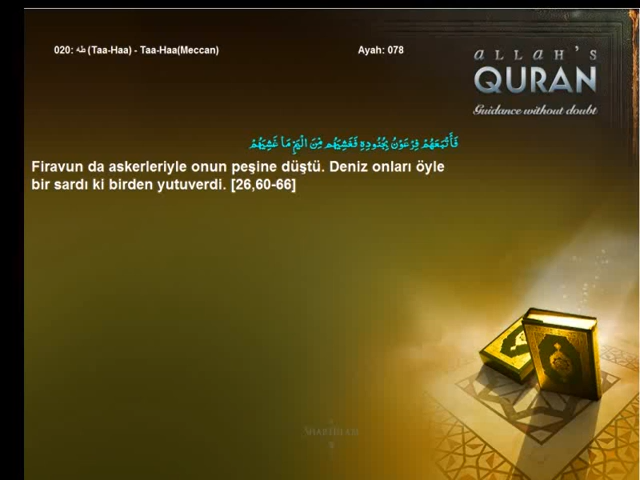 020: طه (Taa-Haa) - Taa-Haa(Meccan) Ayah: 078
ALLAH'S
QURAN
Guidance without doubt
فَأَتْبَعَهُمْ فِرْعَوْنُ بِجُنُودِهِ فَغَشِيَهُم مِّنَ الْيَمِّ مَا غَشِيَهُمْ
Firavun da askerleriyle onun peşine düştü. Deniz onları öyle
bir sardı ki birden yutuverdi. [26,60-66]